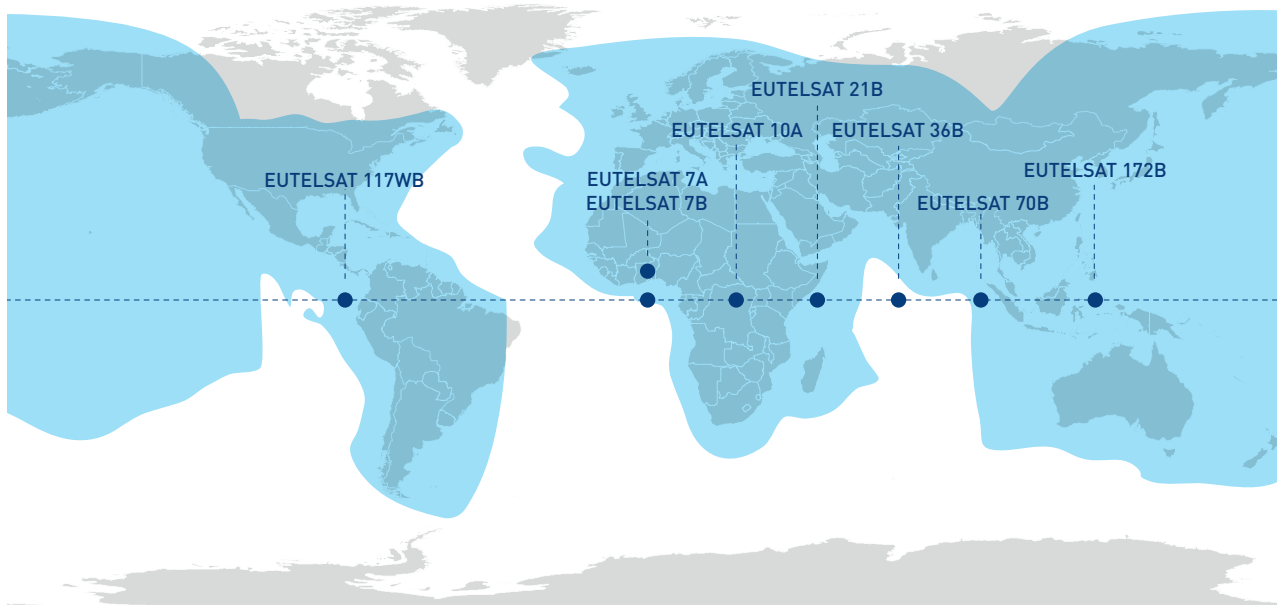 EUTELSAT 21B
EUTELSAT 10A
EUTELSAT 36B
EUTELSAT 117WB
EUTELSAT 7A
EUTELSAT 7B
EUTELSAT 172B
EUTELSAT 70B